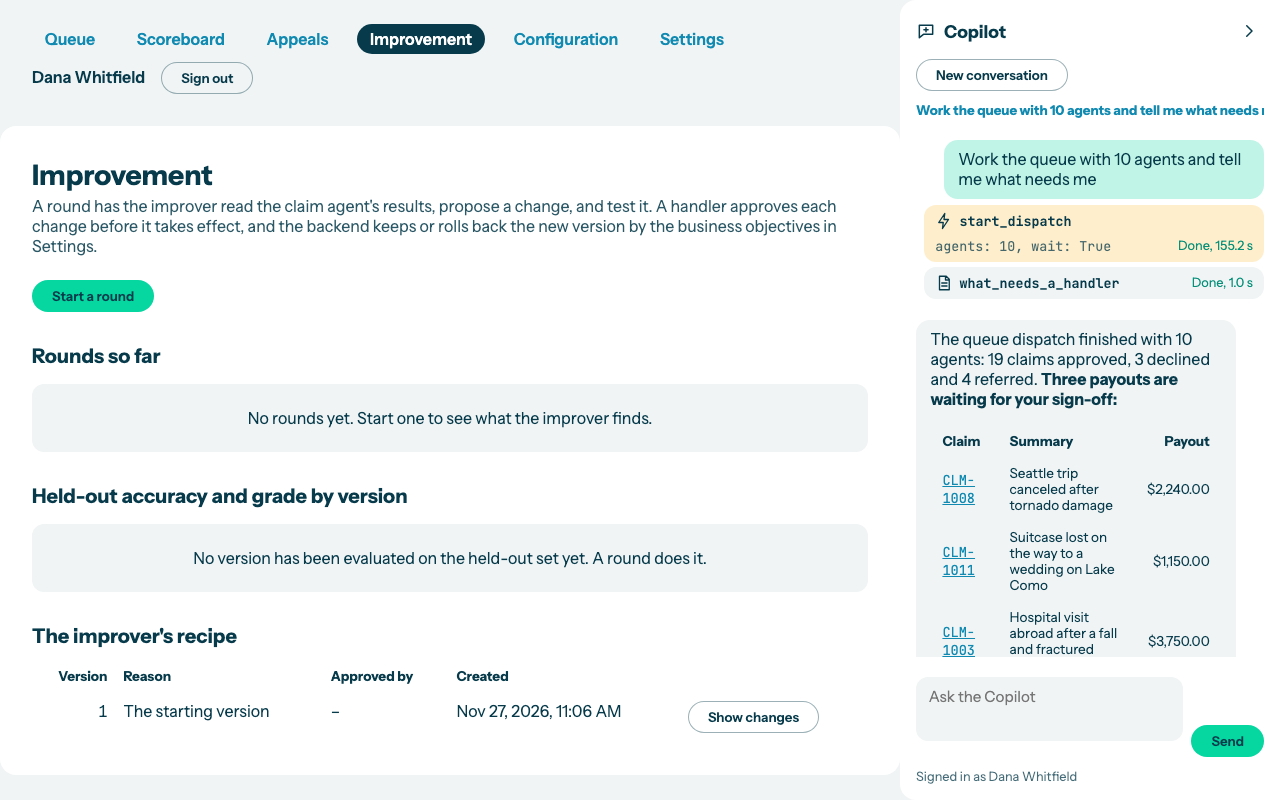 Queue Scoreboard Appeals Improvement Configuration Settings
Dana Whitfield Sign out
Improvement
A round has the improver read the claim agent's results, propose a change, and test it. A handler approves each
change before it takes effect, and the backend keeps or rolls back the new version by the business objectives in
Settings.
Start a round
Rounds so far
No rounds yet. Start one to see what the improver finds.
Held-out accuracy and grade by version
No version has been evaluated on the held-out set yet. A round does it.
The improver's recipe
Version Reason Approved by Created
1 The starting version – Nov 27, 2026, 11:06 AM Show changes
Copilot
New conversation
Work the queue with 10 agents and tell me what needs
Work the queue with 10 agents and tell
me what needs me
start_dispatch
agents: 10, wait: True Done, 155.2 s
what_needs_a_handler Done, 1.0 s
The queue dispatch finished with 10
agents: 19 claims approved, 3 declined
and 4 referred. Three payouts are
waiting for your sign-off:
Claim Summary Payout
CLM-1008 Seattle trip canceled after tornado damage $2,240.00
CLM-1011 Suitcase lost on the way to a wedding on Lake Como $1,150.00
CLM-1003 Hospital visit abroad after a fall and fractured $3,750.00
Ask the Copilot
Send
Signed in as Dana Whitfield